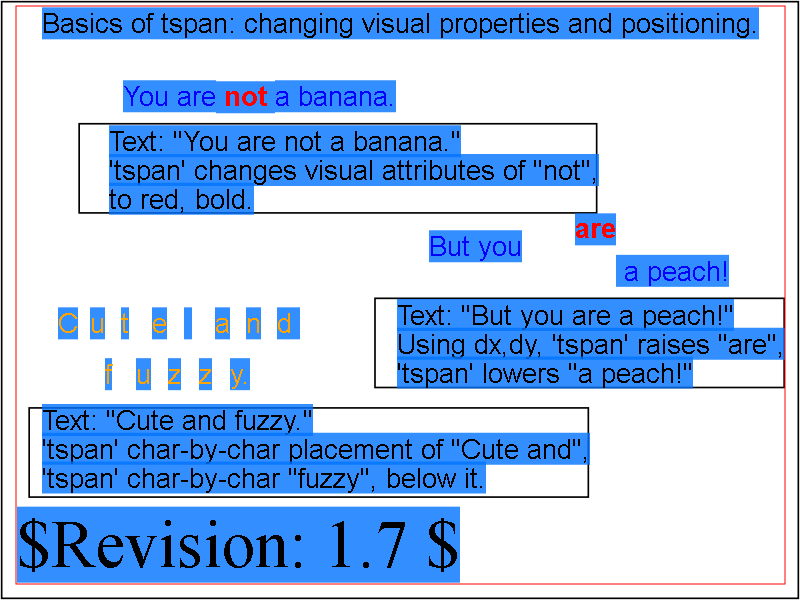 Basics of tspan: changing visual properties and positioning.
You are not a banana.
Text: "You are not a banana."
'tspan' changes visual attributes of "not",
to red, bold.
But you are a peach!
Text: "But you are a peach!"
Using dx,dy, 'tspan' raises "are",
'tspan' lowers "a peach!"
Cute and
fuzzy.
Text: "Cute and fuzzy."
'tspan' char-by-char placement of "Cute and",
'tspan' char-by-char "fuzzy", below it.
$Revision: 1.7 $